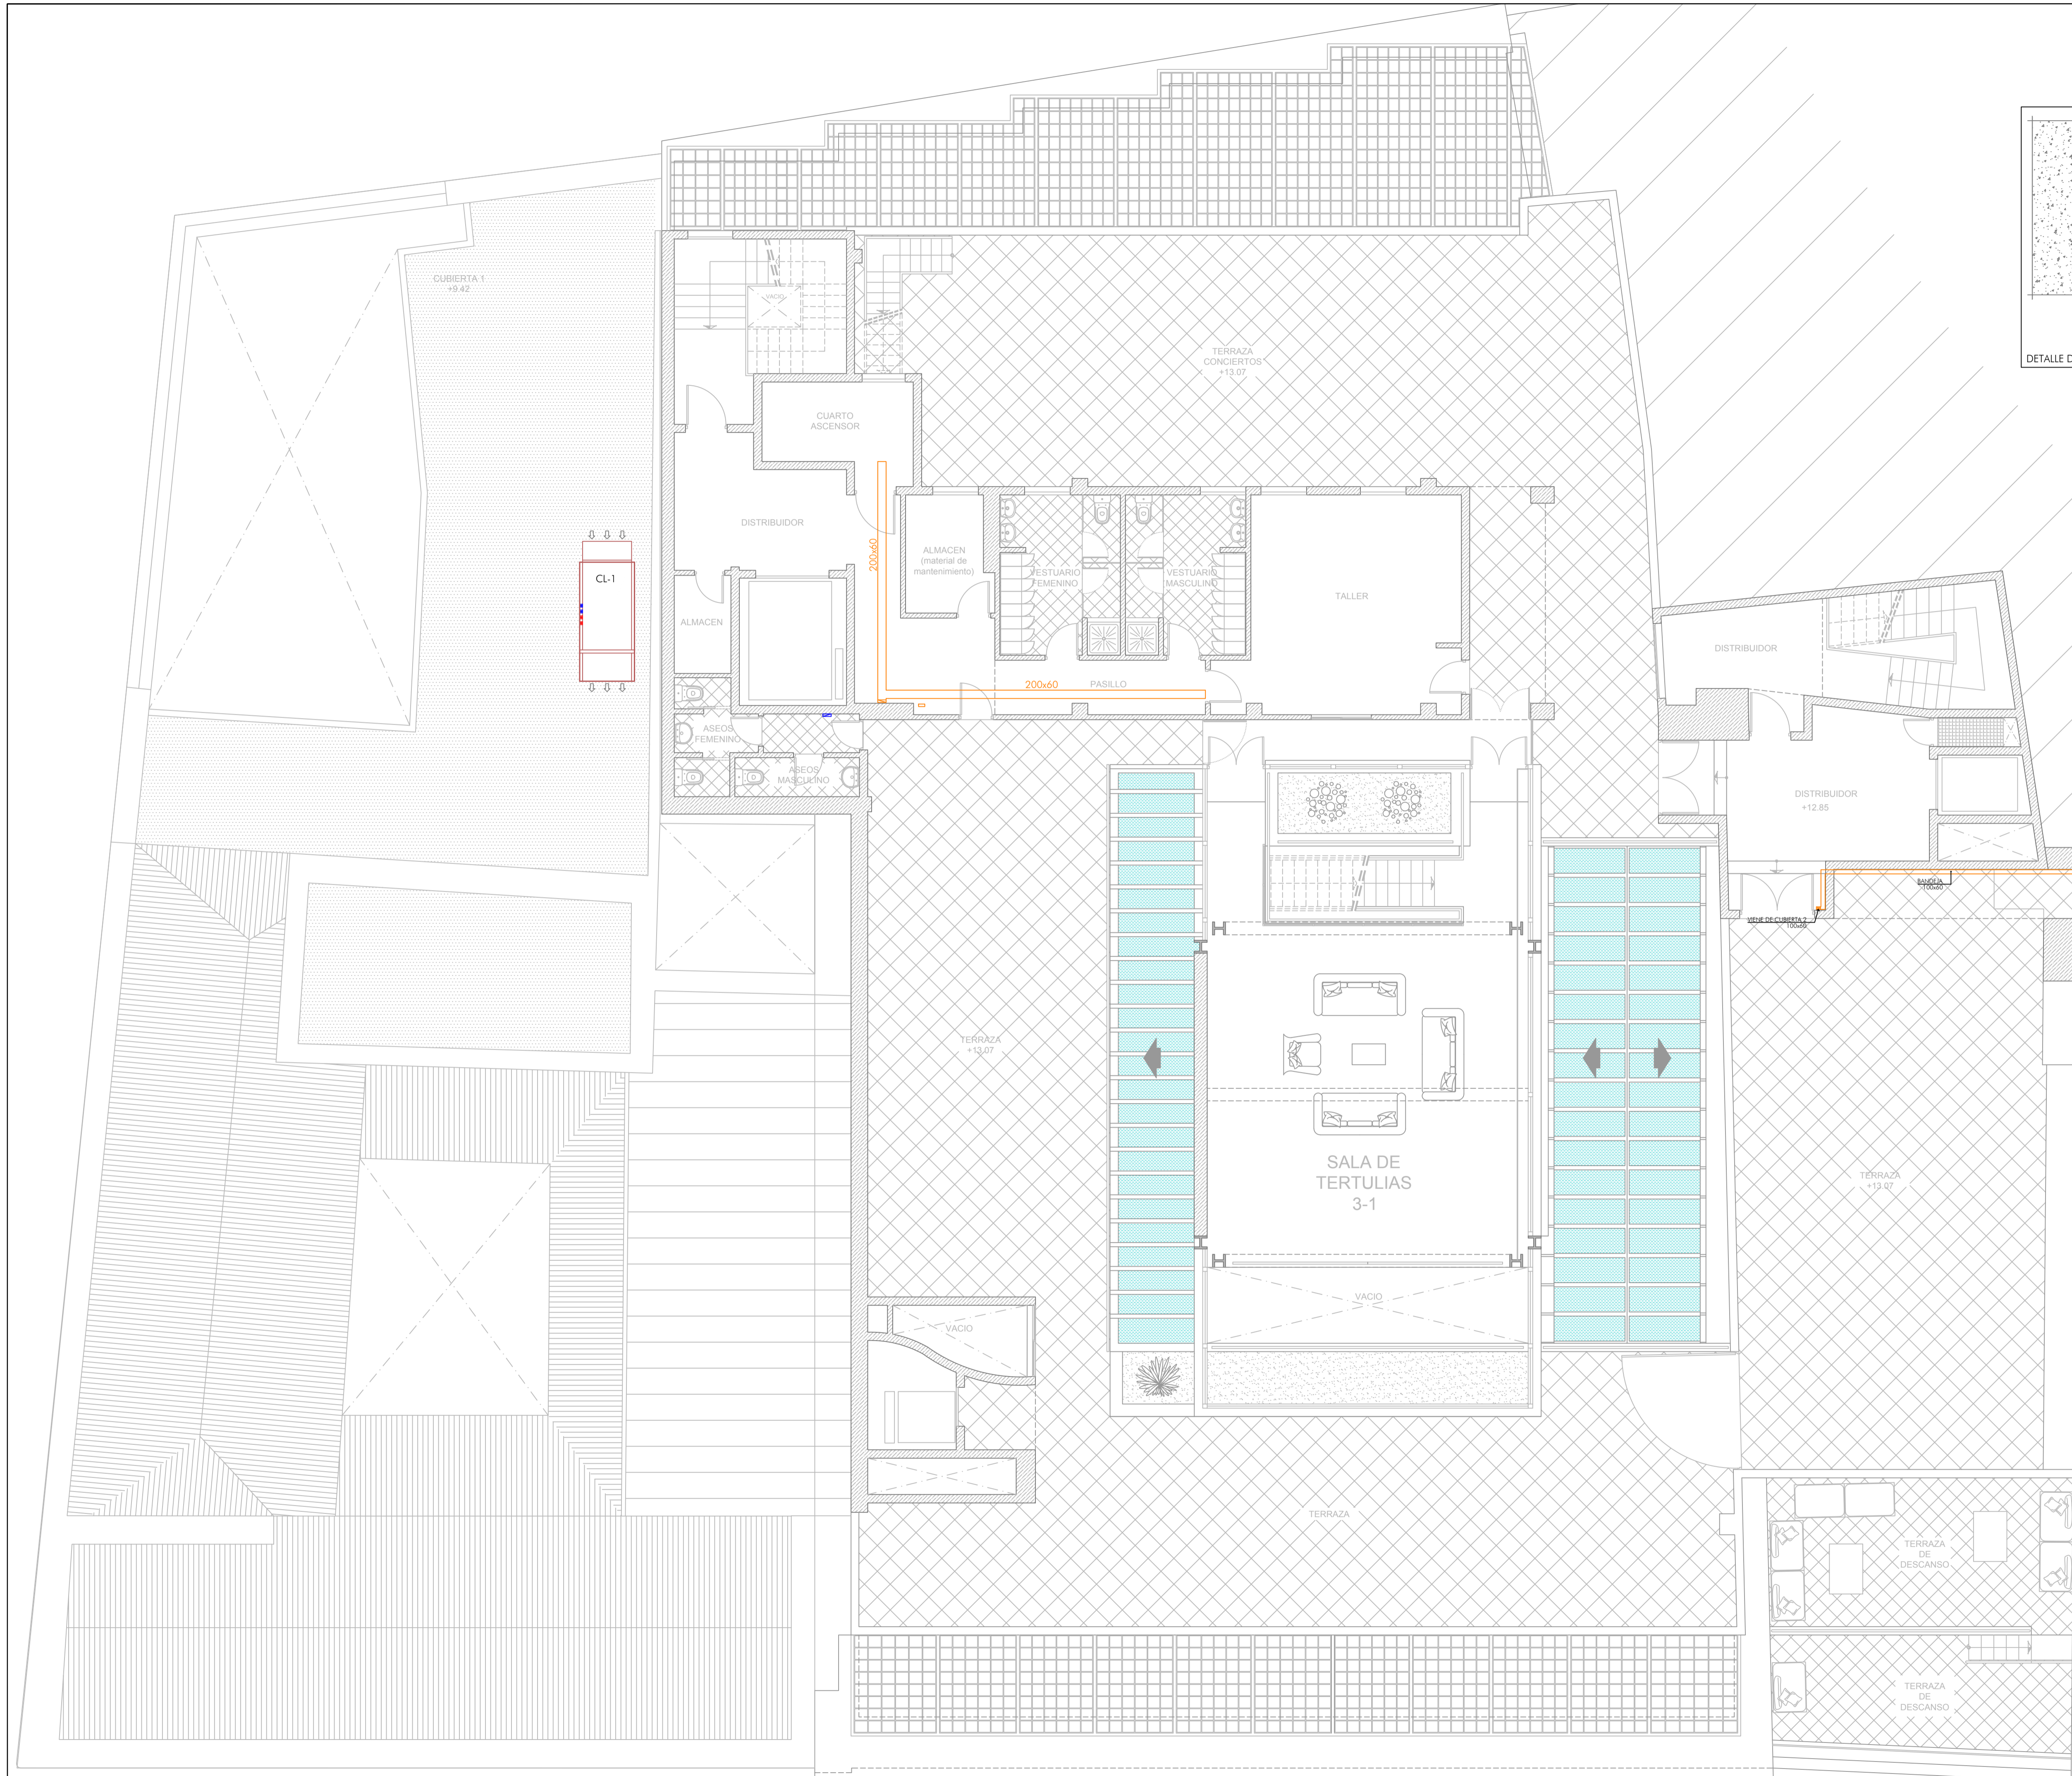 CUBIERTA 1
+9.42
VACIO
TERRAZA
CONCIERTOS
+13.07
DETALLE D
CUARTO
ASCENSOR
DISTRIBUIDOR
200x60
ALMACEN
(material de
mantenimiento)
VESTUARIO
FEMENINO
VESTUARIO
MASCULINO
TALLER
CL-1
ALMACEN
DISTRIBUIDOR
200x60
PASILLO
ASEOS
FEMENINO
ASEOS
MASCULINO
DISTRIBUIDOR
+12.85
BANDEJA
100x60
VIENE DE CUBIERTA 2
100x60
TERRAZA
+13.07
SALA DE
TERTULIAS
3-1
TERRAZA
+13.07
VACIO
VACIO
TERRAZA
TERRAZA
DE
DESCANSO
TERRAZA
DE
DESCANSO